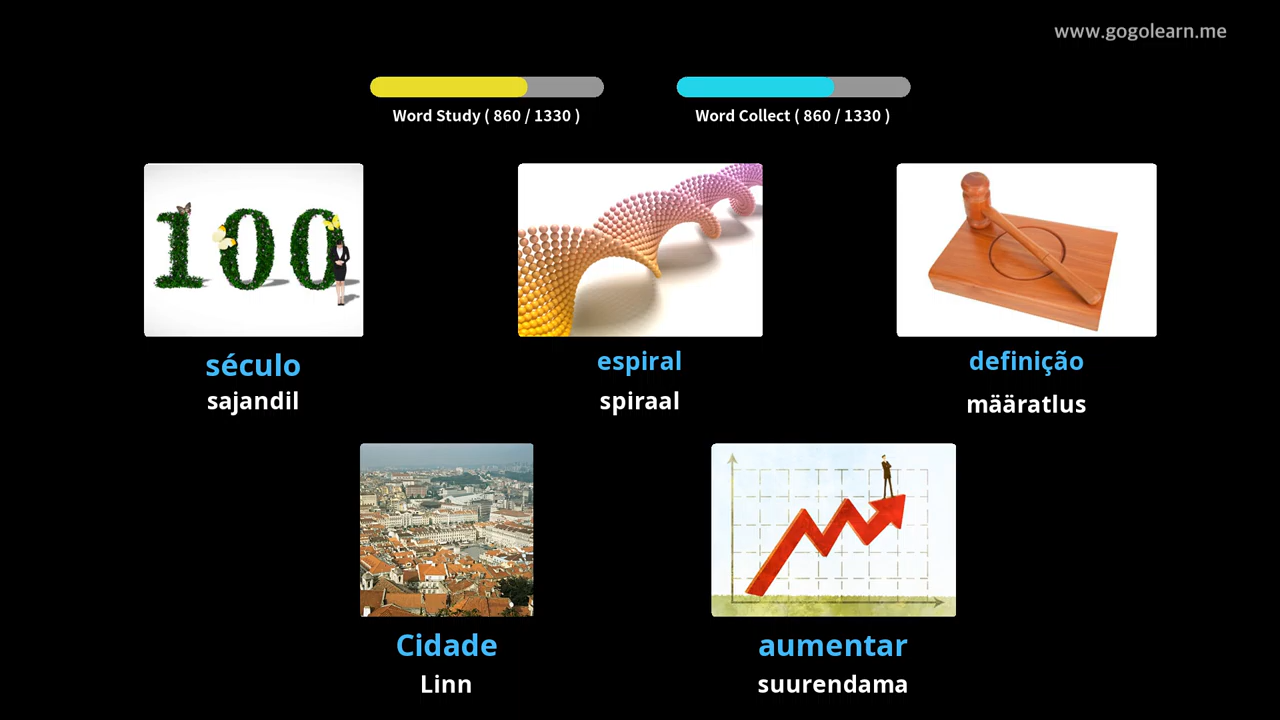 www.gogolearn.me
Word Study ( 860 / 1330 )
Word Collect ( 860 / 1330 )
100
século
sajandil
espiral
spiraal
definição
määratlus
Cidade
Linn
aumentar
suurendama